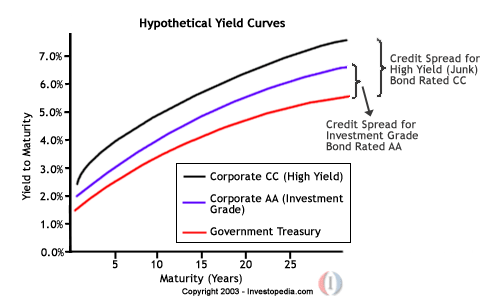 Hypothetical Yield Curves
Yield to Maturity
7.0%
6.0%
5.0%
4.0%
3.0%
2.0%
1.0%
0.0%
Credit Spread for
High Yield (Junk)
Bond Rated CC
Credit Spread for
Investment Grade
Bond Rated AA
Corporate CC (High Yield)
Corporate AA (Investment
Grade)
Government Treasury
5
10
15
20
25
Maturity (Years)
Copyright 2003 - Investopedia.com